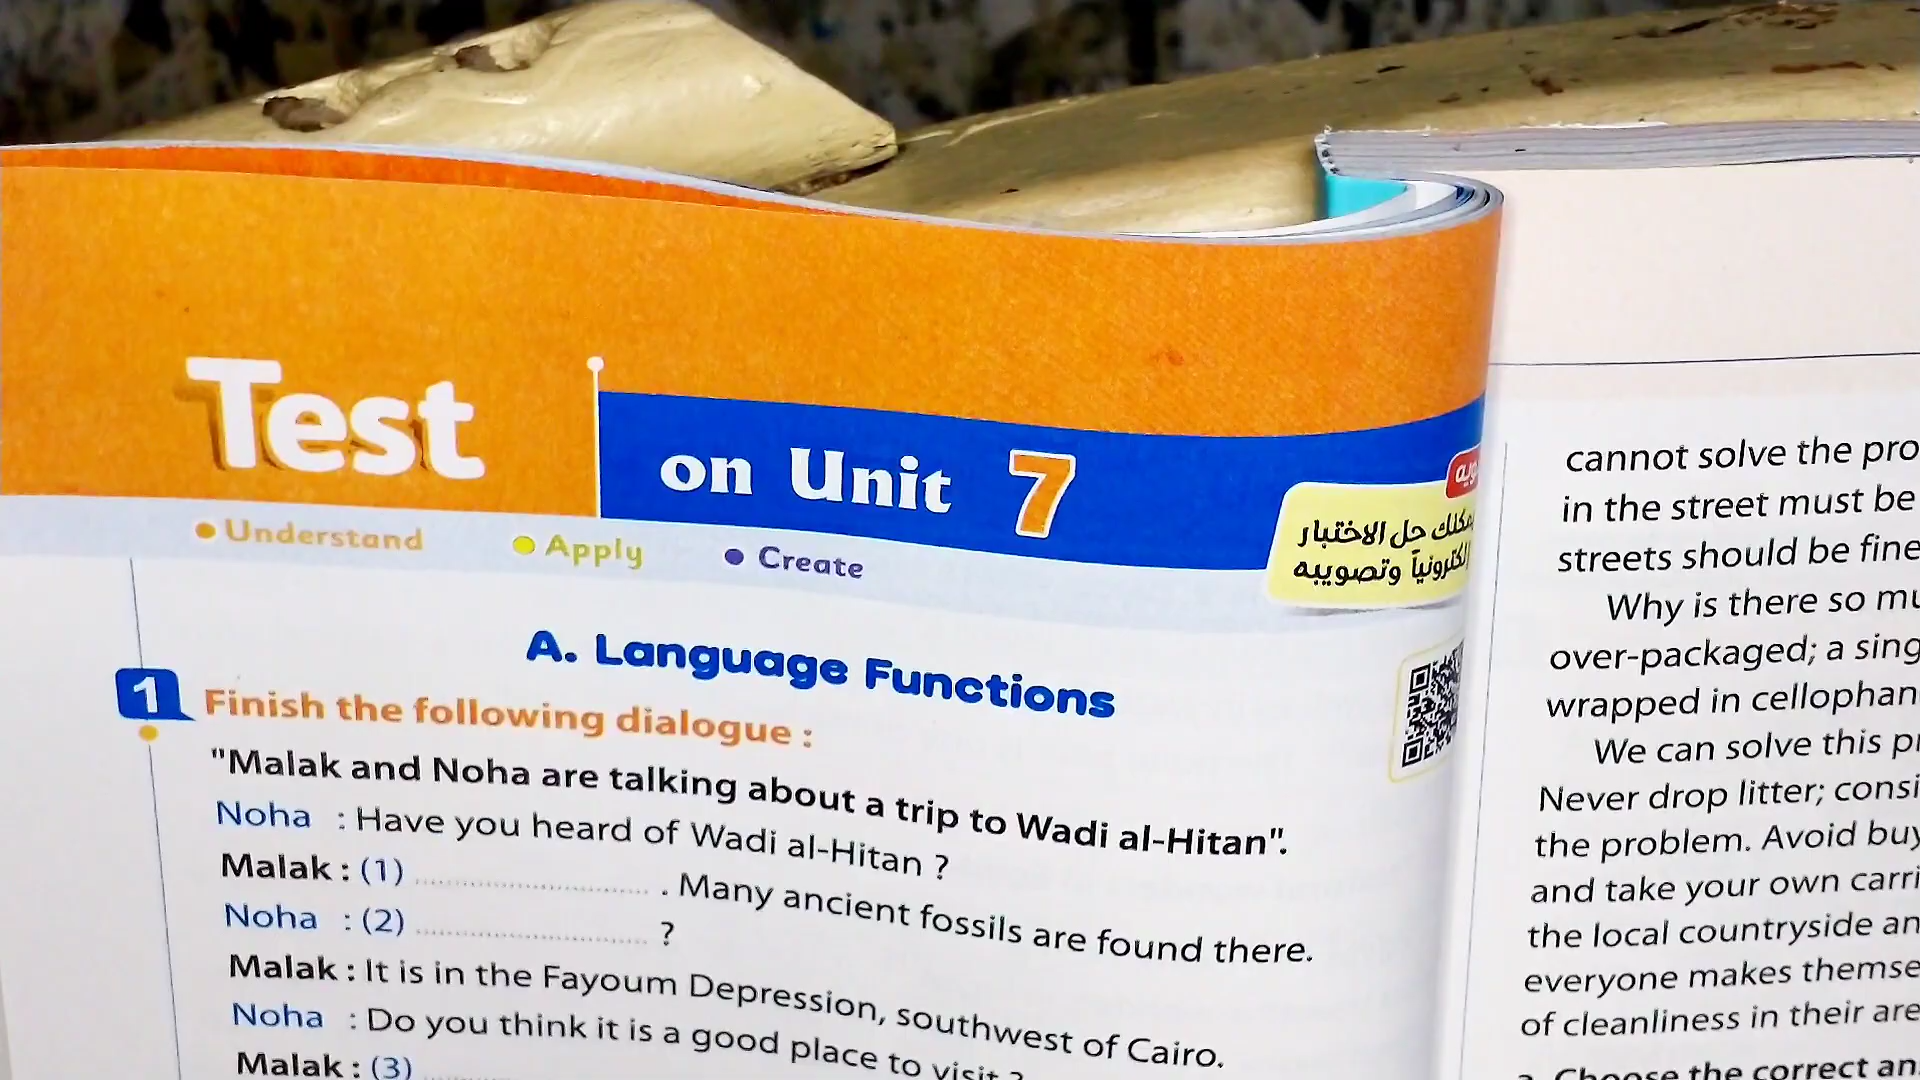 Test
on Unit 7
يمكنك حل الاختبار
إلكترونياً وتصويبه
Understand
Apply
Create
A. Language Functions
1 Finish the following dialogue :
"Malak and Noha are talking about a trip to Wadi al-Hitan".
Noha : Have you heard of Wadi al-Hitan ?
Malak : (1) ............................. . Many ancient fossils are found there.
Noha : (2) ............................. ?
Malak : It is in the Fayoum Depression, southwest of Cairo.
Noha : Do you think it is a good place to visit ?
Malak : (3)
cannot solve the pro
in the street must be
streets should be fine
Why is there so mu
over-packaged; a sing
wrapped in cellophan
We can solve this pr
Never drop litter; consi
the problem. Avoid buy
and take your own carri
the local countryside an
everyone makes themse
of cleanliness in their are
a. Choose the correct an